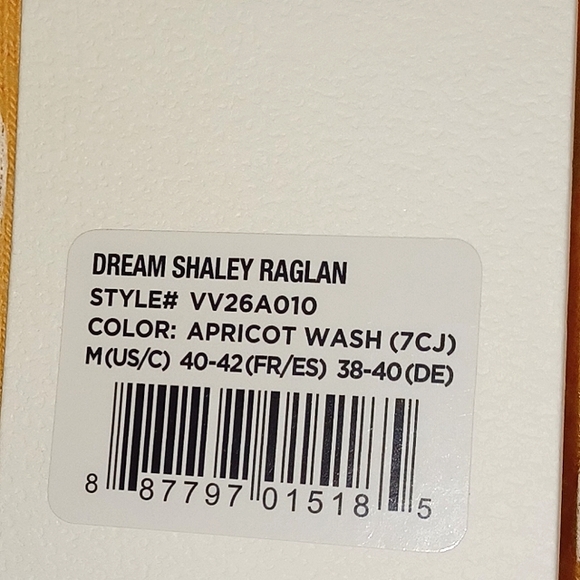 DREAM SHALEY RAGLAN
STYLE# VV26A010
COLOR: APRICOT WASH (7CJ)
M(US/C) 40-42(FR/ES) 38-40(DE)
8 87797 01518 5